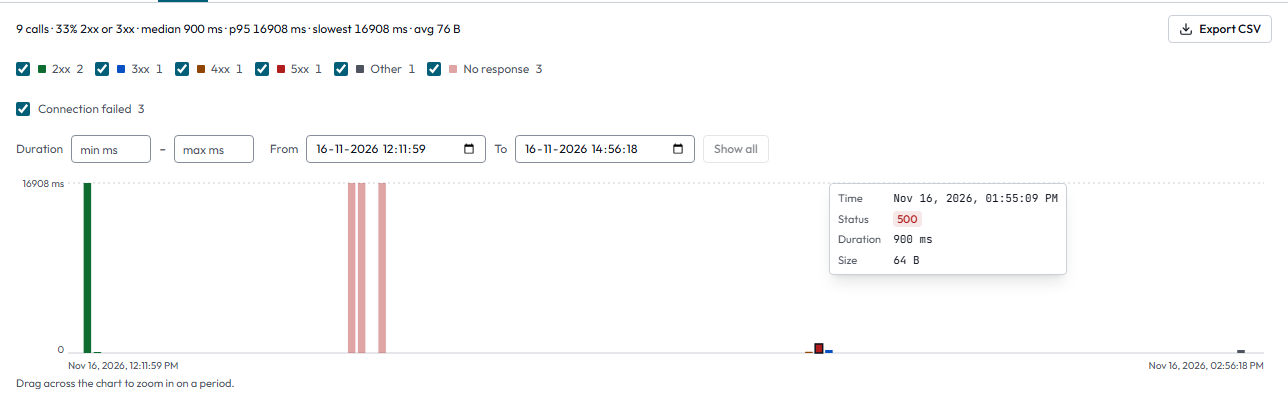 9 calls · 33% 2xx or 3xx · median 900 ms · p95 16908 ms · slowest 16908 ms · avg 76 B
Export CSV
2xx 2 3xx 1 4xx 1 5xx 1 Other 1 No response 3
Connection failed 3
Duration min ms – max ms From 16-11-2026 12:11:59 To 16-11-2026 14:56:18 Show all
16908 ms
Time Nov 16, 2026, 01:55:09 PM
Status 500
Duration 900 ms
Size 64 B
0
Nov 16, 2026, 12:11:59 PM Nov 16, 2026, 02:56:18 PM
Drag across the chart to zoom in on a period.